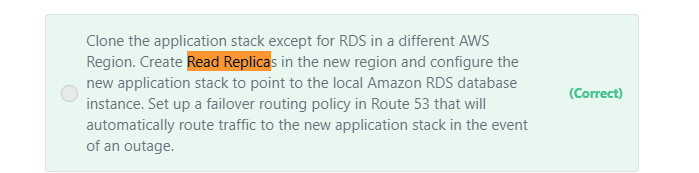 Clone the application stack except for RDS in a different AWS
Region. Create Read Replicas in the new region and configure the
new application stack to point to the local Amazon RDS database
instance. Set up a failover routing policy in Route 53 that will
automatically route traffic to the new application stack in the event
of an outage.
(Correct)